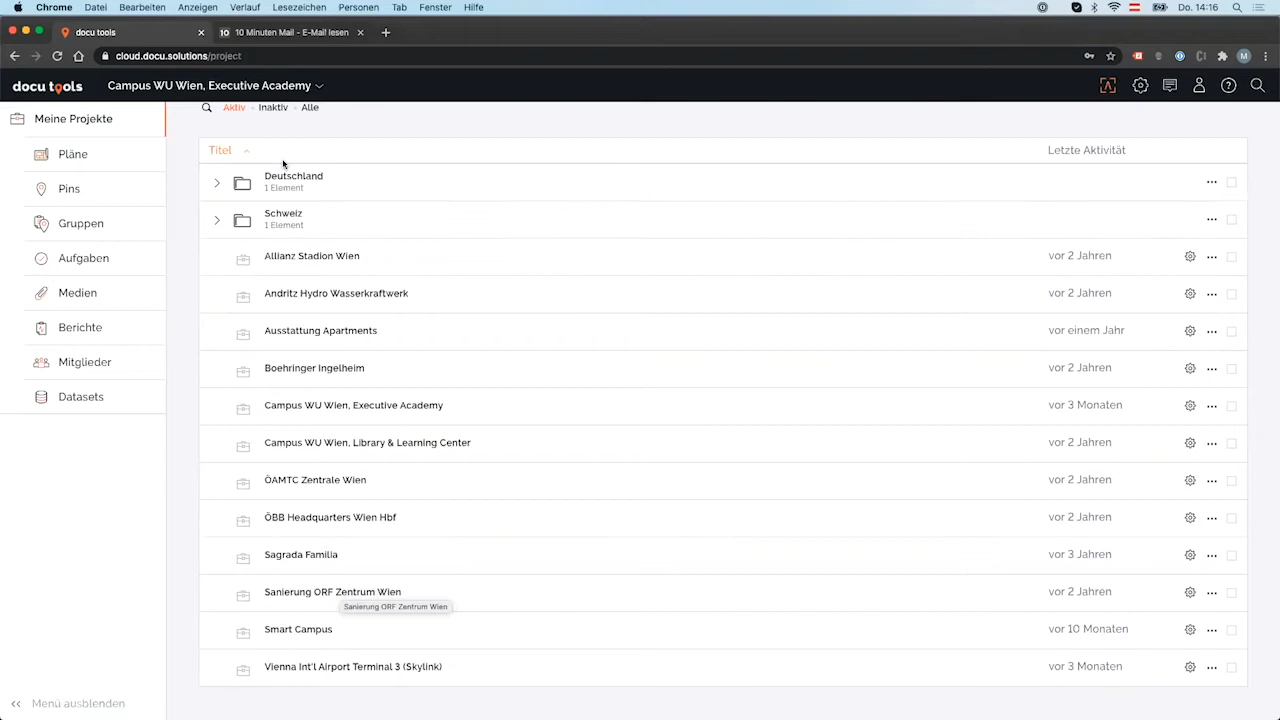 Chrome Datei Bearbeiten Anzeigen Verlauf Lesezeichen Personen Tab Fenster Hilfe Do. 14:16
docu tools 10 10 Minuten Mail - E-Mail lesen
cloud.docu.solutions/project M
docu tools Campus WU Wien, Executive Academy
Meine Projekte
Pläne
Pins
Gruppen
Aufgaben
Medien
Berichte
Mitglieder
Datasets
Menü ausblenden
Aktiv Inaktiv Alle
Titel Letzte Aktivität
Deutschland
1 Element
Schweiz
1 Element
Allianz Stadion Wien vor 2 Jahren
Andritz Hydro Wasserkraftwerk vor 2 Jahren
Ausstattung Apartments vor einem Jahr
Boehringer Ingelheim vor 2 Jahren
Campus WU Wien, Executive Academy vor 3 Monaten
Campus WU Wien, Library & Learning Center vor 2 Jahren
ÖAMTC Zentrale Wien vor 2 Jahren
ÖBB Headquarters Wien Hbf vor 2 Jahren
Sagrada Familia vor 3 Jahren
Sanierung ORF Zentrum Wien vor 2 Jahren
Sanierung ORF Zentrum Wien
Smart Campus vor 10 Monaten
Vienna Int'l Airport Terminal 3 (Skylink) vor 3 Monaten